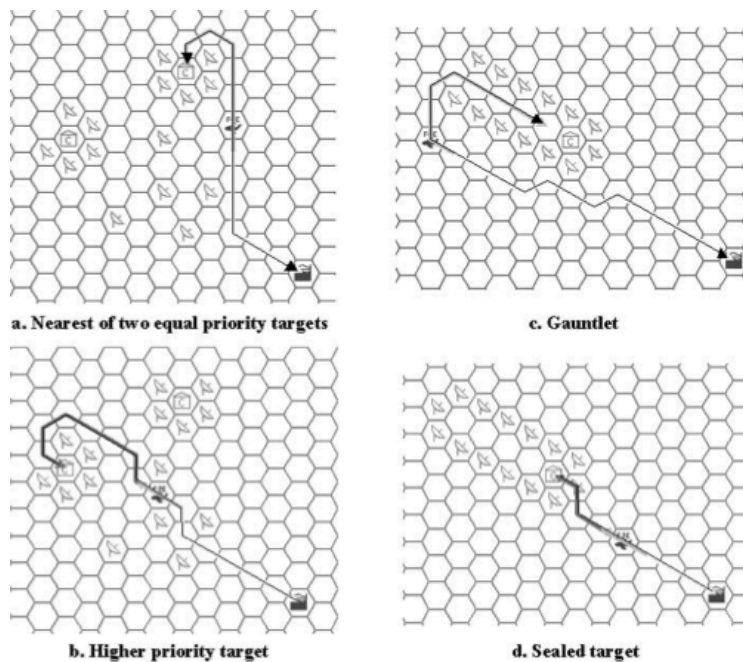 a. Nearest of two equal priority targets
c. Gauntlet
b. Higher priority target
d. Sealed target